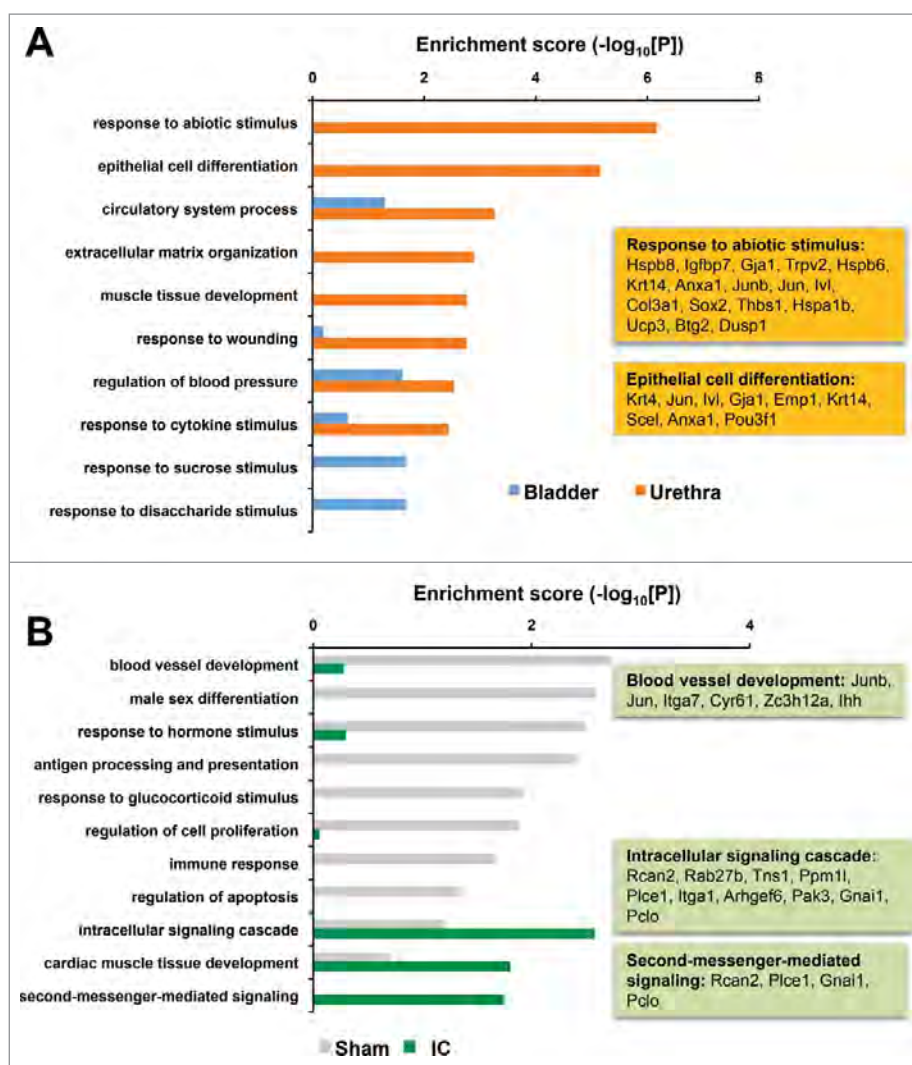 A
Enrichment score (-log10[P])
0 2 4 6 8
response to abiotic stimulus
epithelial cell differentiation
circulatory system process
extracellular matrix organization
muscle tissue development
response to wounding
regulation of blood pressure
response to cytokine stimulus
response to sucrose stimulus
response to disaccharide stimulus
Response to abiotic stimulus:
Hspb8, Igfbp7, Gja1, Trpv2, Hspb6,
Krt14, Anxa1, Junb, Jun, Ivl,
Col3a1, Sox2, Thbs1, Hspa1b,
Ucp3, Btg2, Dusp1
Epithelial cell differentiation:
Krt4, Jun, Ivl, Gja1, Emp1, Krt14,
Scel, Anxa1, Pou3f1
Bladder Urethra
B
Enrichment score (-log10[P])
0 2 4
blood vessel development
male sex differentiation
response to hormone stimulus
antigen processing and presentation
response to glucocorticoid stimulus
regulation of cell proliferation
immune response
regulation of apoptosis
intracellular signaling cascade
cardiac muscle tissue development
second-messenger-mediated signaling
Blood vessel development: Junb,
Jun, Itga7, Cyr61, Zc3h12a, Ihh
Intracellular signaling cascade:
Rcan2, Rab27b, Tns1, Ppm1l,
Plce1, Itga1, Arhgef6, Pak3, Gnai1,
Pclo
Second-messenger-mediated
signaling: Rcan2, Plce1, Gnai1,
Pclo
Sham IC